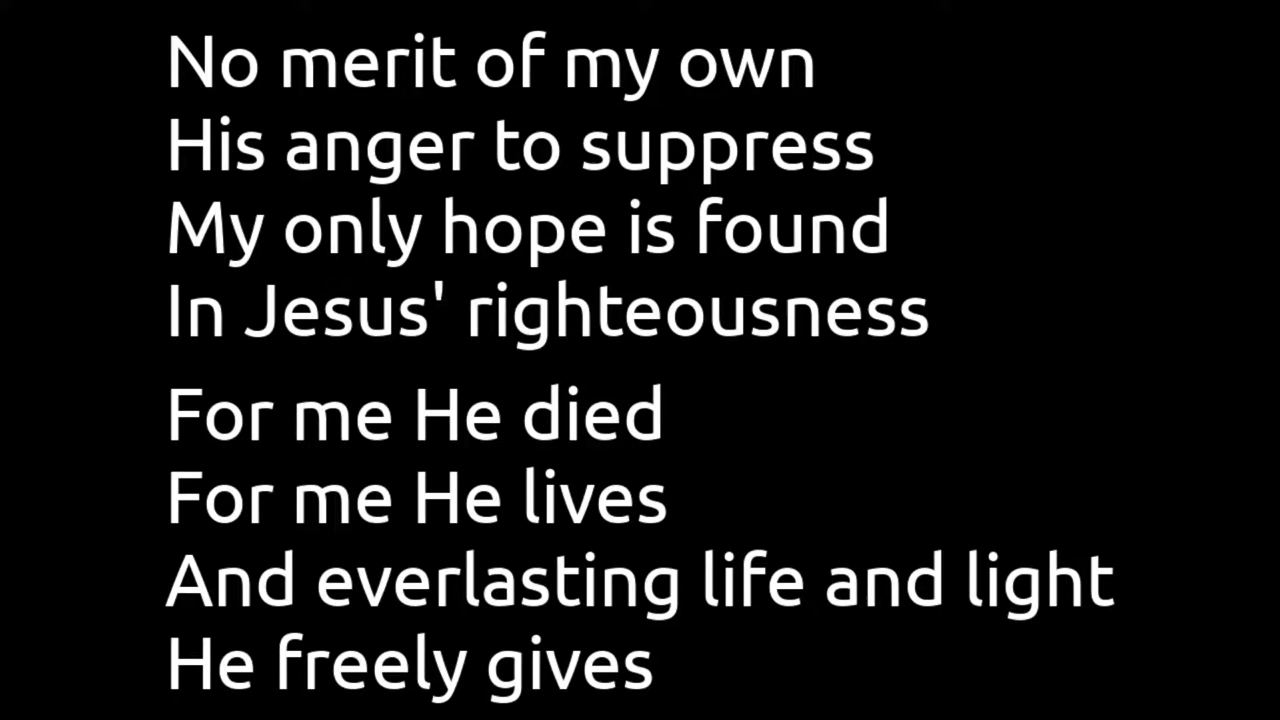 No merit of my own
His anger to suppress
My only hope is found
In Jesus' righteousness
For me He died
For me He lives
And everlasting life and light
He freely gives